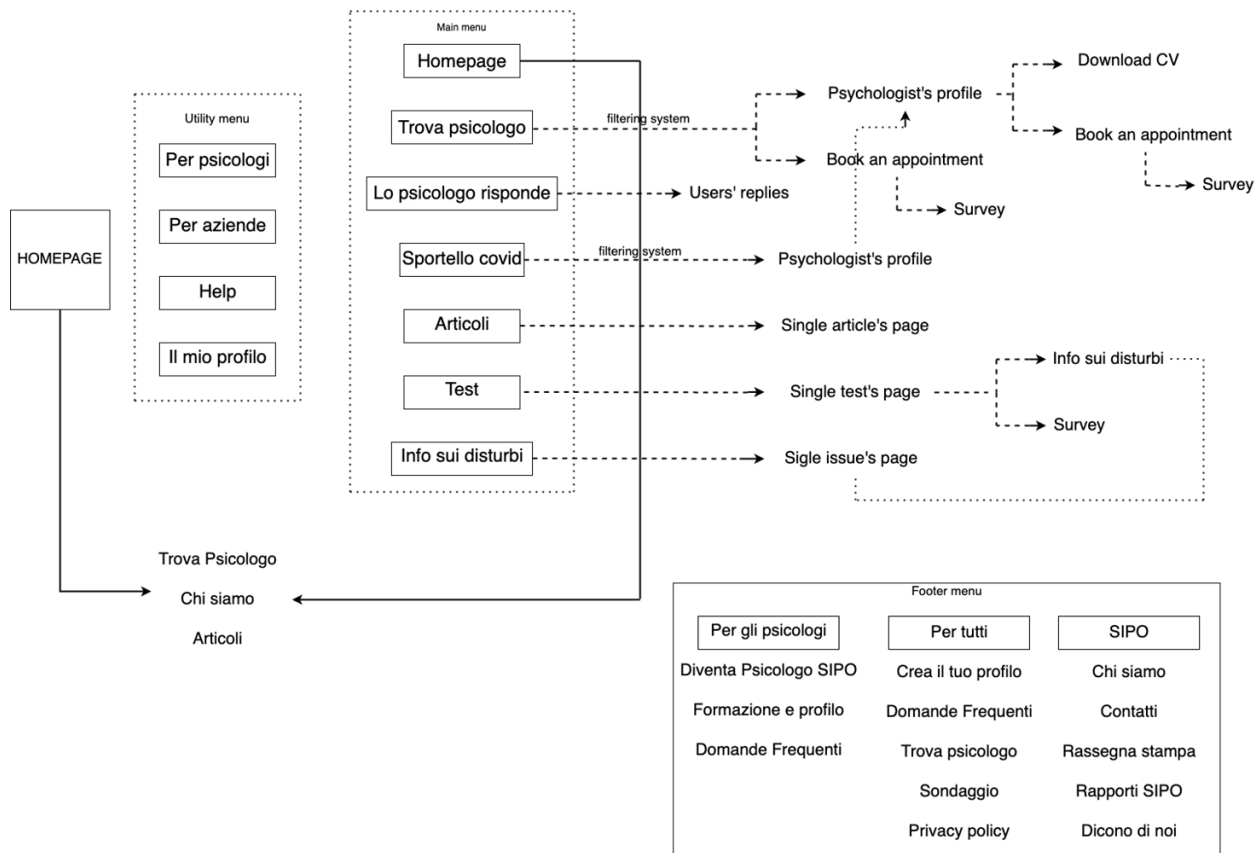 Main menu
Homepage
Download CV
Psychologist's profile
Utility menu
Trova psicologo
filtering system
Book an appointment
Per psicologi
Book an appointment
Lo psicologo risponde
Users' replies
Survey
Survey
Per aziende
HOMEPAGE
Sportello covid
filtering system
Psychologist's profile
Help
Articoli
Single article's page
Il mio profilo
Info sui disturbi
Test
Single test's page
Survey
Info sui disturbi
Sigle issue's page
Trova Psicologo
Chi siamo
Articoli
Footer menu
Per gli psicologi
Diventa Psicologo SIPO
Formazione e profilo
Domande Frequenti
Per tutti
Crea il tuo profilo
Domande Frequenti
Trova psicologo
Sondaggio
Privacy policy
SIPO
Chi siamo
Contatti
Rassegna stampa
Rapporti SIPO
Dicono di noi